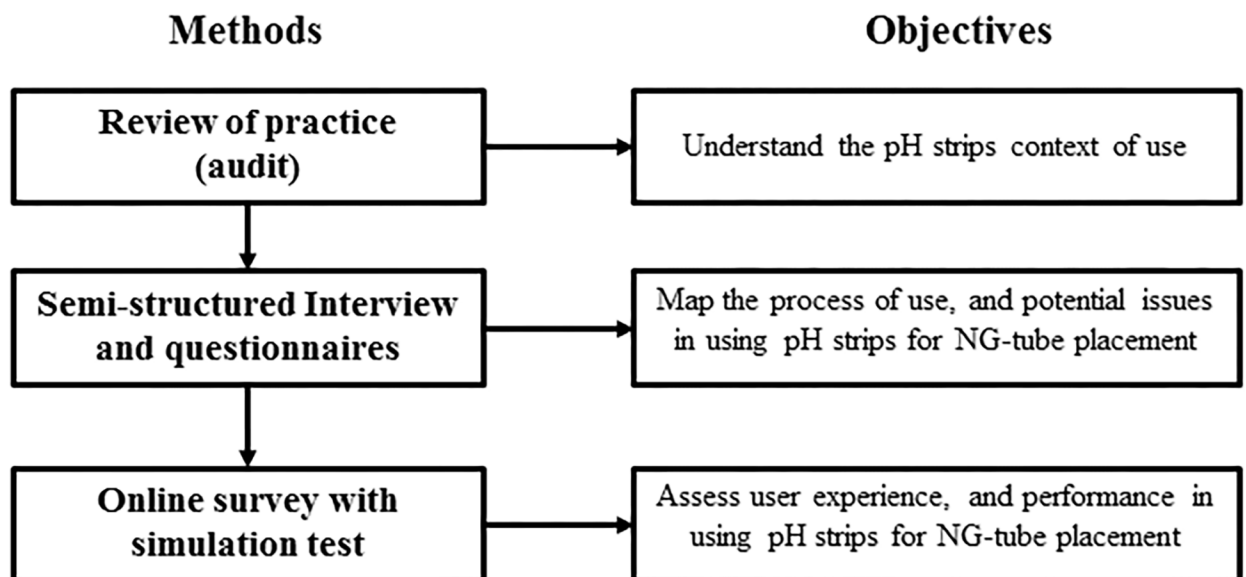 Methods
Objectives
Review of practice
(audit)
Understand the pH strips context of use
Semi-structured Interview
and questionnaires
Map the process of use, and potential issues
in using pH strips for NG-tube placement
Online survey with
simulation test
Assess user experience, and performance in
using pH strips for NG-tube placement